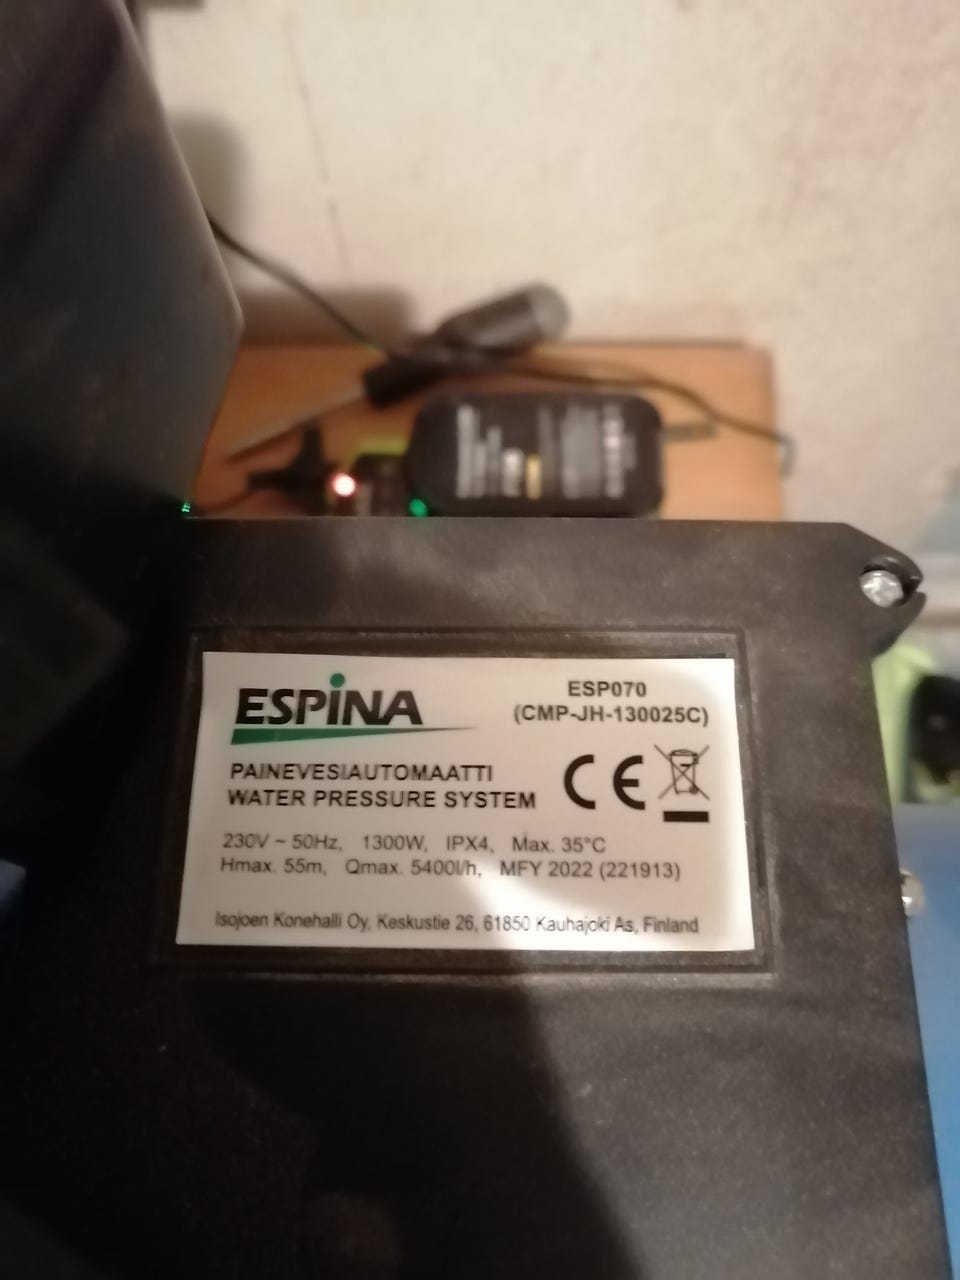 ESPINA
ESP070
(CMP-JH-130025C)
PAINEVESIAUTOMAATTI
WATER PRESSURE SYSTEM
CE
230V ~ 50Hz, 1300W, IPX4, Max. 35°C
Hmax. 55m, Qmax. 5400l/h, MFY 2022 (221913)
Isojoen Konehalli Oy, Keskustie 26, 61850 Kauhajoki As, Finland